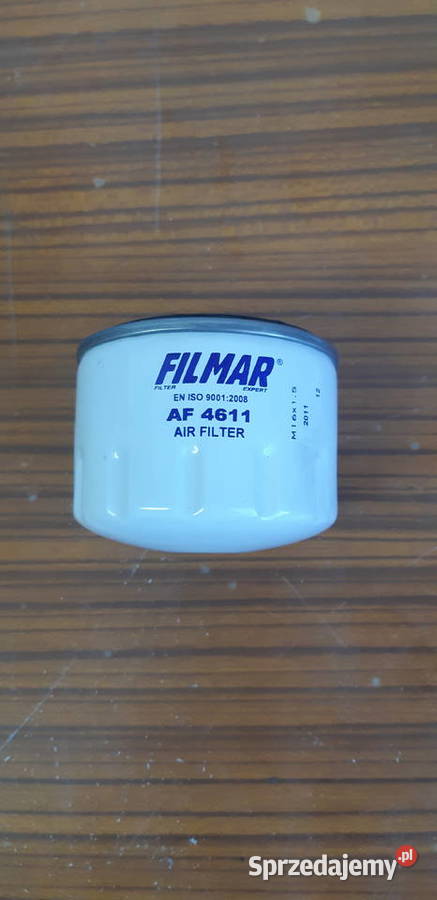 FILMAR®
FILTER EXPERT
EN ISO 9001:2008
AF 4611
AIR FILTER
M16x1.5
2011 12
Sprzedajemy.pl